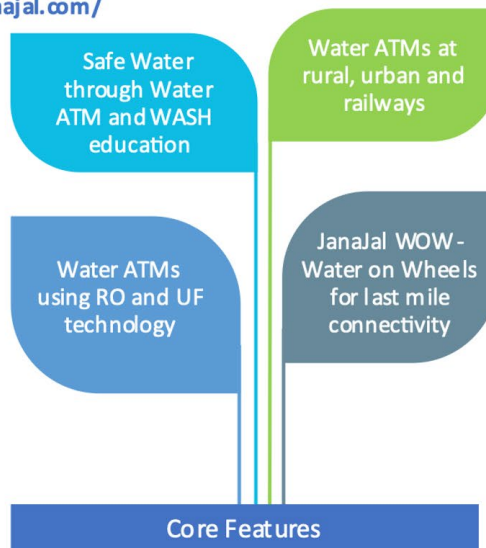 ajal.com/
Safe Water
through Water
ATM and WASH
education
Water ATMs at
rural, urban and
railways
Water ATMs
using RO and UF
technology
JanaJal WOW -
Water on Wheels
for last mile
connectivity
Core Features